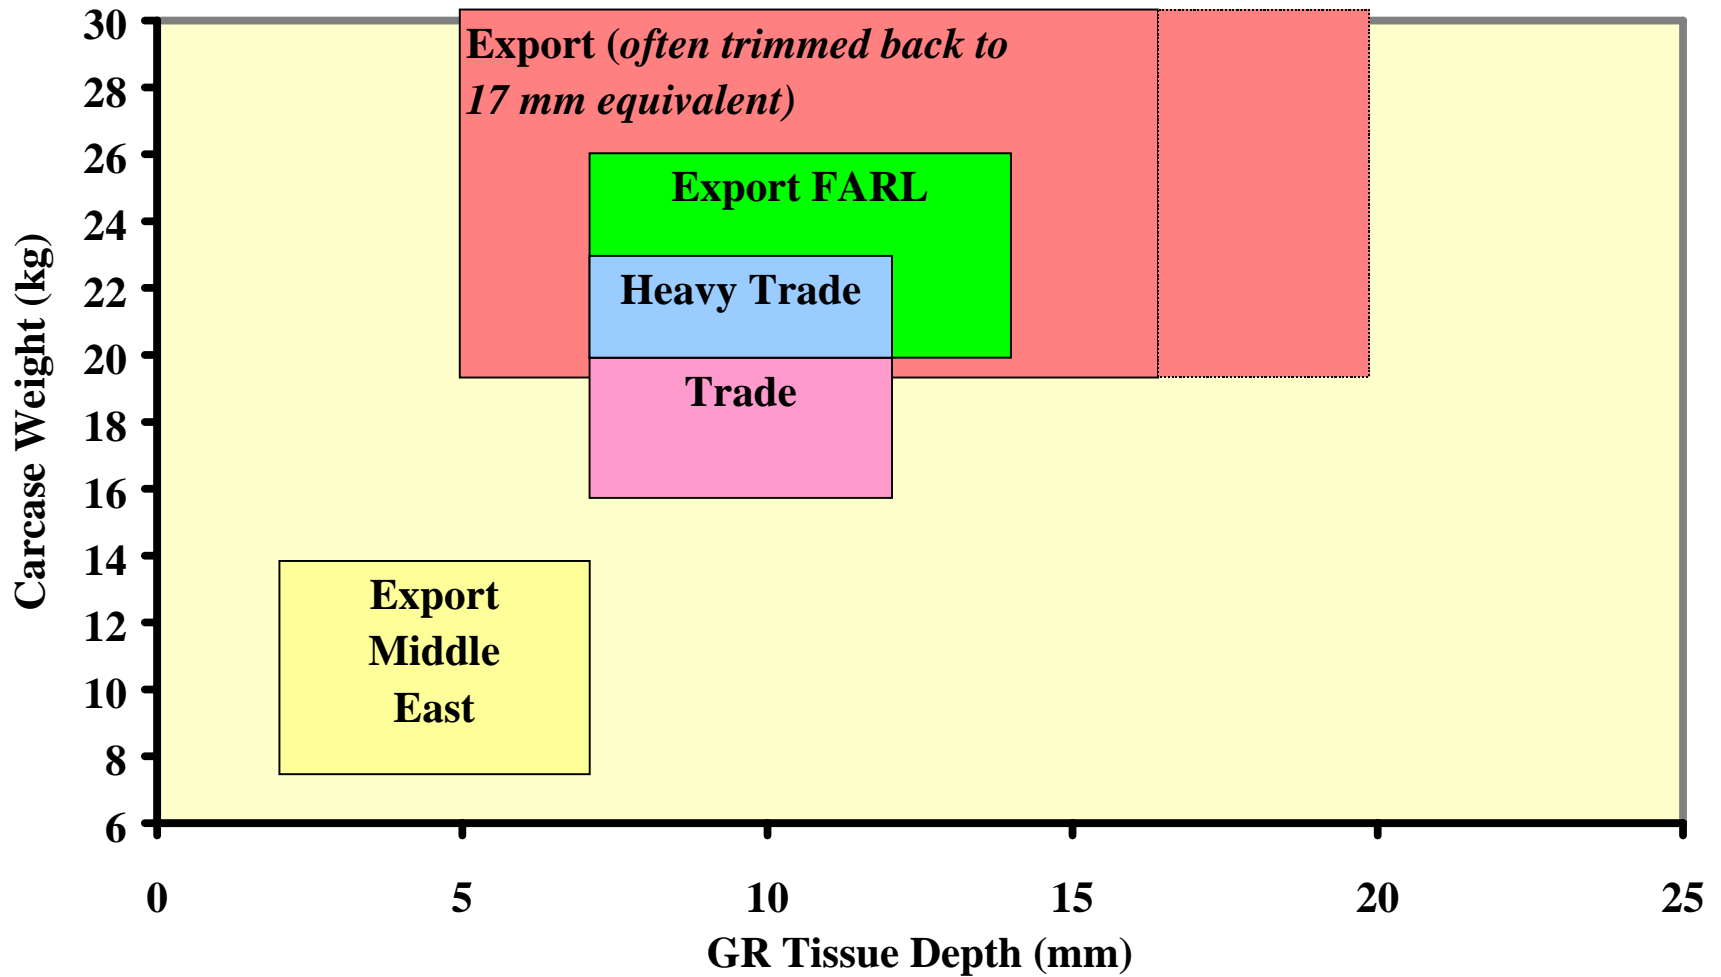 30
28
26
24
22
20
18
16
14
12
10
8
6
Carcase Weight (kg)
Export (often trimmed back to
17 mm equivalent)
Export FARL
Heavy Trade
Trade
Export
Middle
East
0 5 10 15 20 25
GR Tissue Depth (mm)